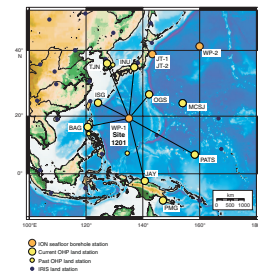 40°
N
WP-2
TJN
INU
JT-1
JT-2
ISG
OGS
MCSJ
20°
WP-1
Site
1201
BAG
PATS
0°
JAY
PMG
km
0 500 1000
100°E
120°
140°
160°
180°
ION seafloor borehole station
Current OHP land station
Past OHP land station
IRIS land station